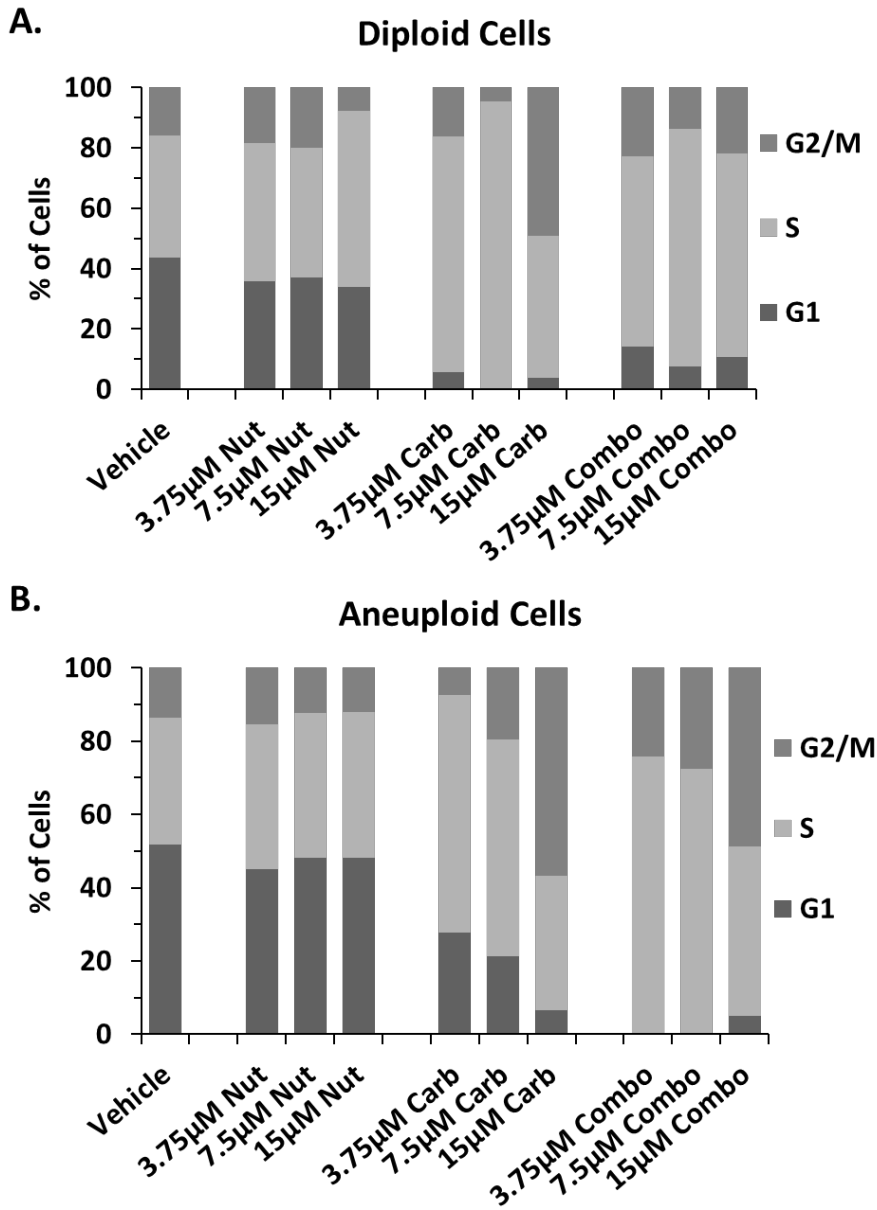 A.
Diploid Cells
100
80
60
40
20
0
% of Cells
G2/M
S
G1
Vehicle
3.75µM Nut
7.5µM Nut
15µM Nut
3.75µM Carb
7.5µM Carb
15µM Carb
3.75µM Combo
7.5µM Combo
15µM Combo
B.
Aneuploid Cells
100
80
60
40
20
0
% of Cells
G2/M
S
G1
Vehicle
3.75µM Nut
7.5µM Nut
15µM Nut
3.75µM Carb
7.5µM Carb
15µM Carb
3.75µM Combo
7.5µM Combo
15µM Combo